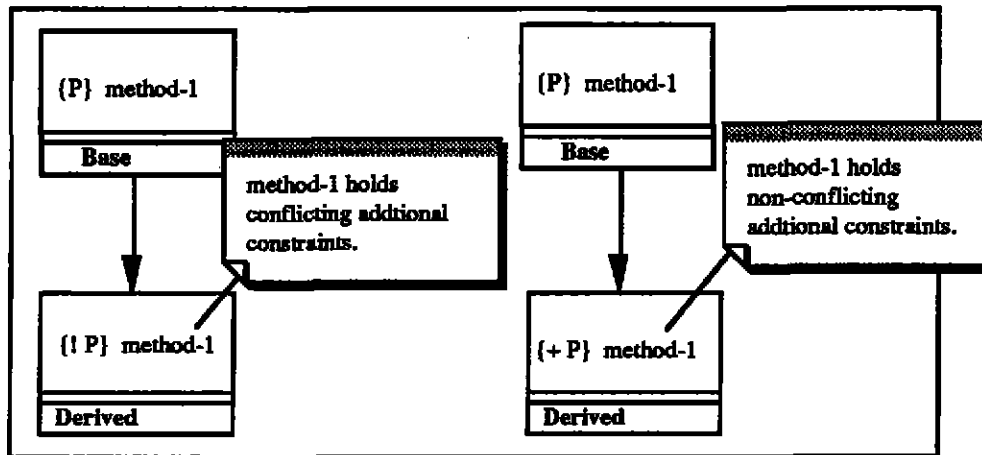 {P} method-1
Base
method-1 holds
conflicting addtional
constraints.
{! P} method-1
Derived
{P} method-1
Base
method-1 holds
non-conflicting
addtional constraints.
{+ P} method-1
Derived